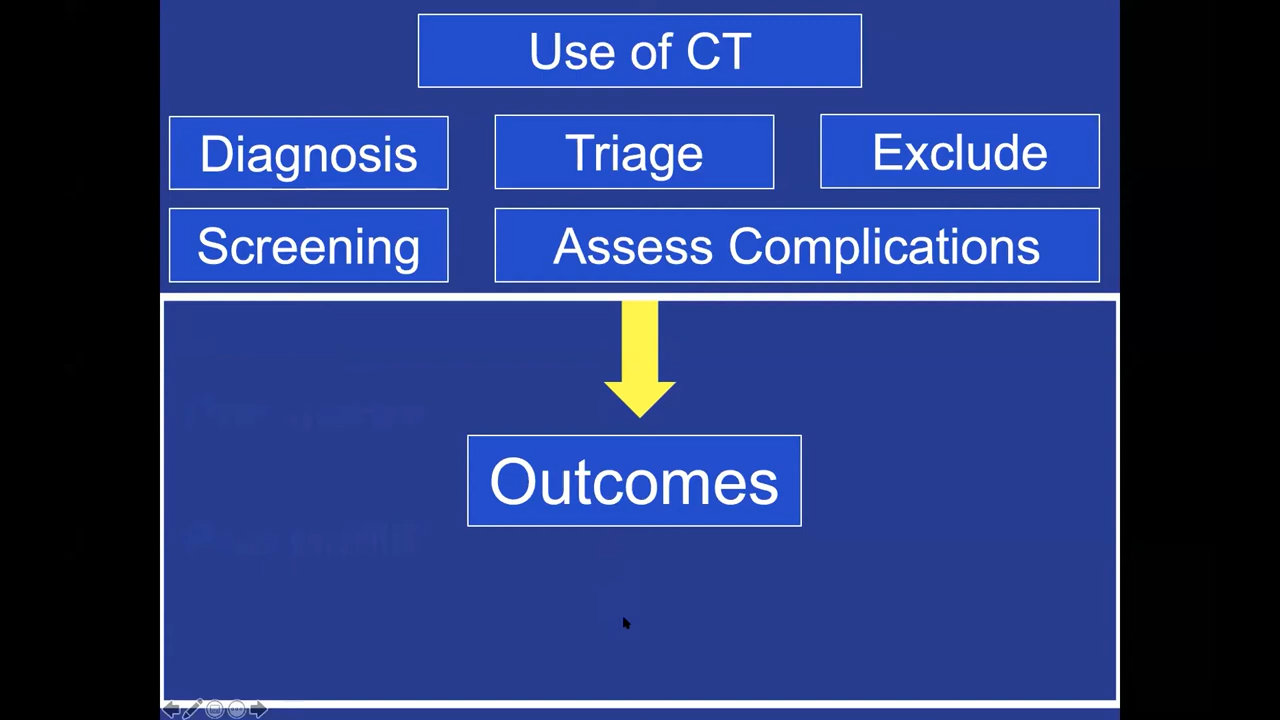 Use of CT
Diagnosis
Triage
Exclude
Screening
Assess Complications
Outcomes